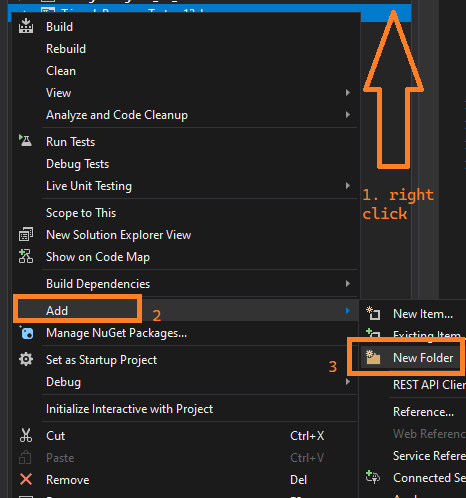 Build
Rebuild
Clean
View
Analyze and Code Cleanup
Run Tests
Debug Tests
Live Unit Testing
1. right
click
Scope to This
New Solution Explorer View
Show on Code Map
Build Dependencies
Add
2
New Item...
Manage NuGet Packages...
Existing Item
Set as Startup Project
3
New Folder
Debug
REST API Clie
Initialize Interactive with Project
Reference...
Cut Ctrl+X
Web Referenc
Paste Ctrl+V
Service Refere
Remove Del
Connected Se